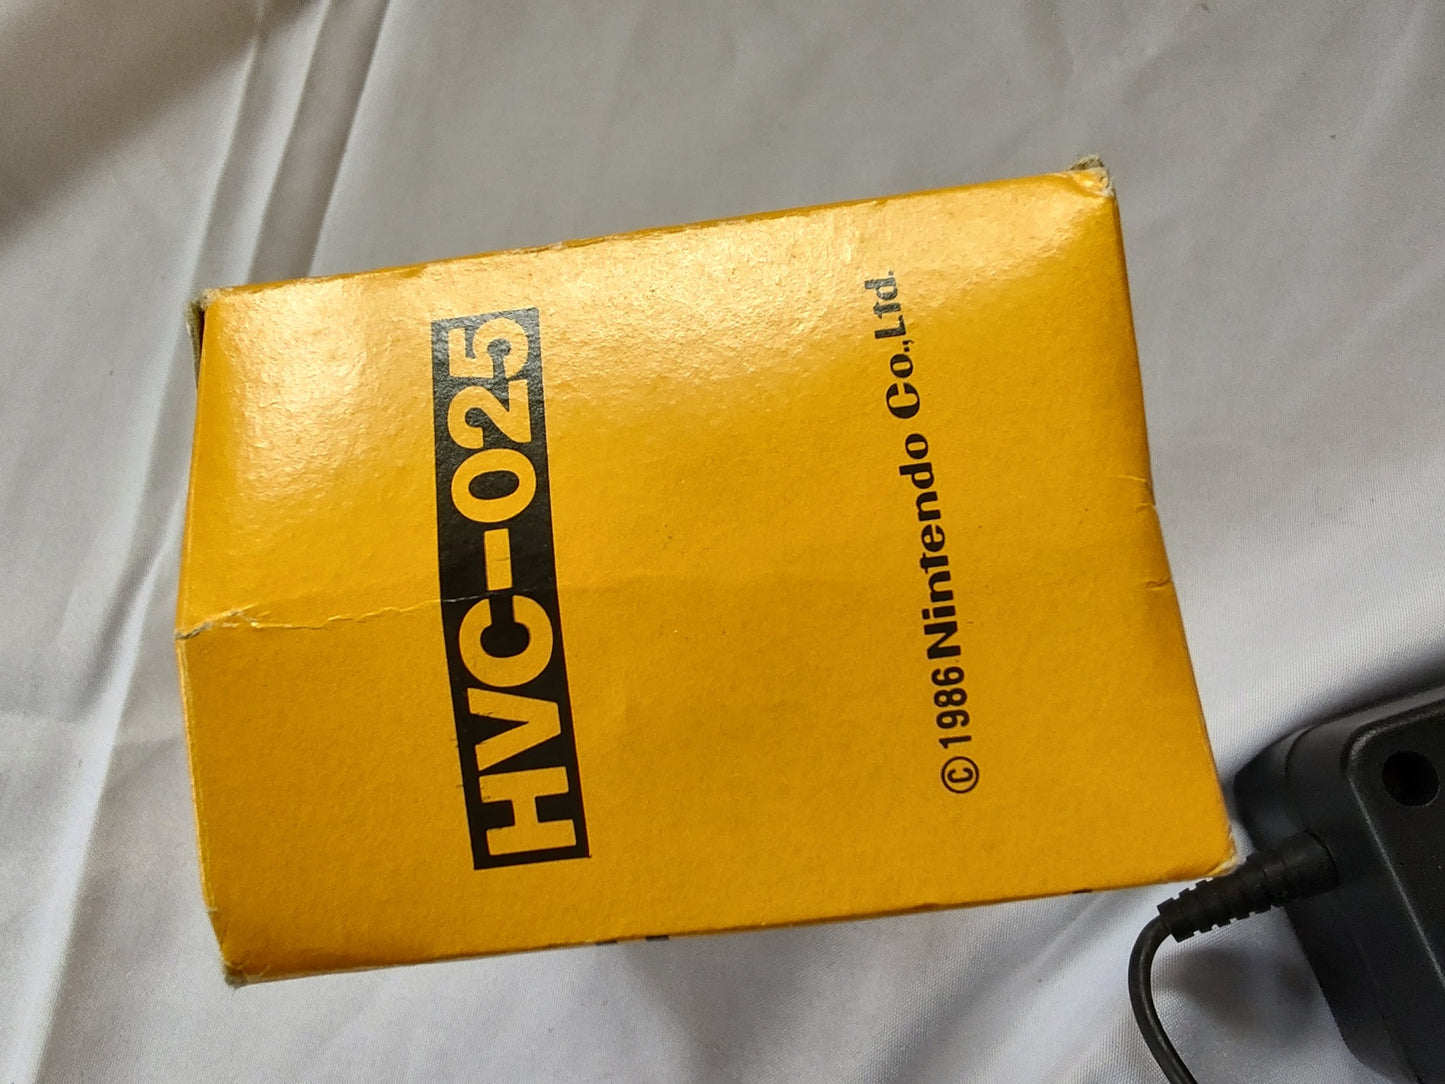 HVC-025
© 1986 Nintendo Co.,Ltd.